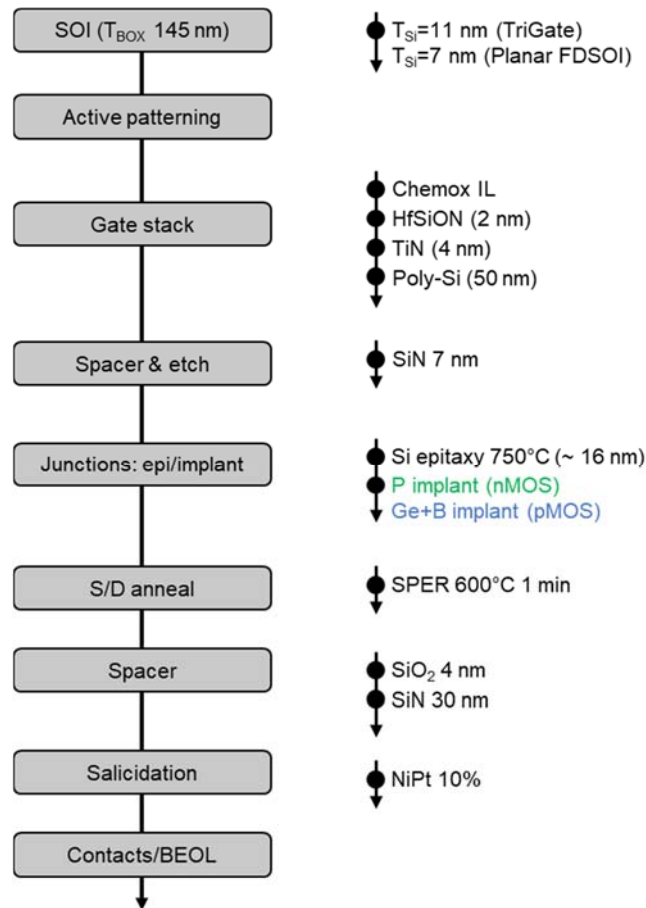 SOI (T_BOX 145 nm)
T_Si=11 nm (TriGate)
T_Si=7 nm (Planar FDSOI)
Active patterning
Gate stack
Chemox IL
HfSiON (2 nm)
TiN (4 nm)
Poly-Si (50 nm)
Spacer & etch
SiN 7 nm
Junctions: epi/implant
Si epitaxy 750°C (~ 16 nm)
P implant (nMOS)
Ge+B implant (pMOS)
S/D anneal
SPER 600°C 1 min
Spacer
SiO₂ 4 nm
SiN 30 nm
Salicidation
NiPt 10%
Contacts/BEOL